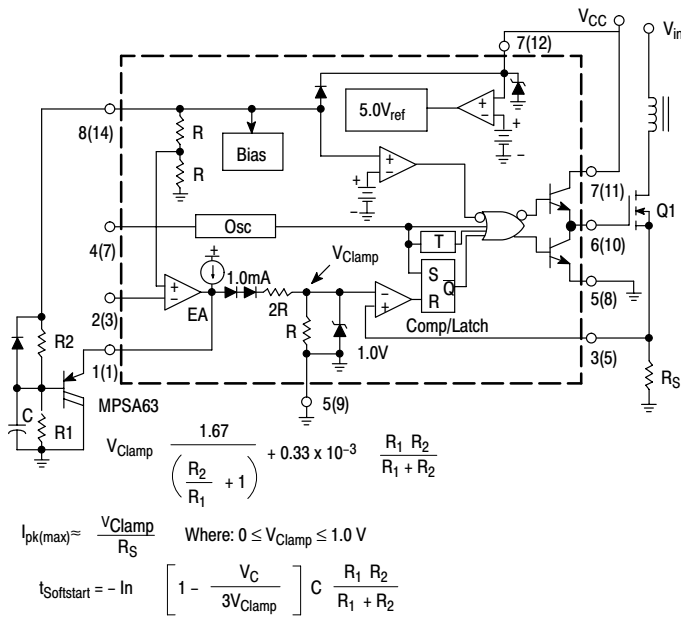 VCC
Vin
7(12)
8(14)
R
R
Bias
5.0Vref
+
−
+
−
+
−
+
−
7(11)
Q1
4(7)
Osc
T
6(10)
VClamp
+
1.0mA
S
Q
R
5(8)
2(3)
+
−
EA
2R
R
−
+
Comp/Latch
1.0V
3(5)
R2
1(1)
5(9)
RS
C
R1
MPSA63
VClamp 1.67 / (R2 / R1 + 1) + 0.33 x 10−3 R1 R2 / R1 + R2
Ipk(max)≈ VClamp / RS Where: 0 ≤ VClamp ≤ 1.0 V
tSoftstart = − In [1 - VC / 3VClamp] C R1 R2 / R1 + R2